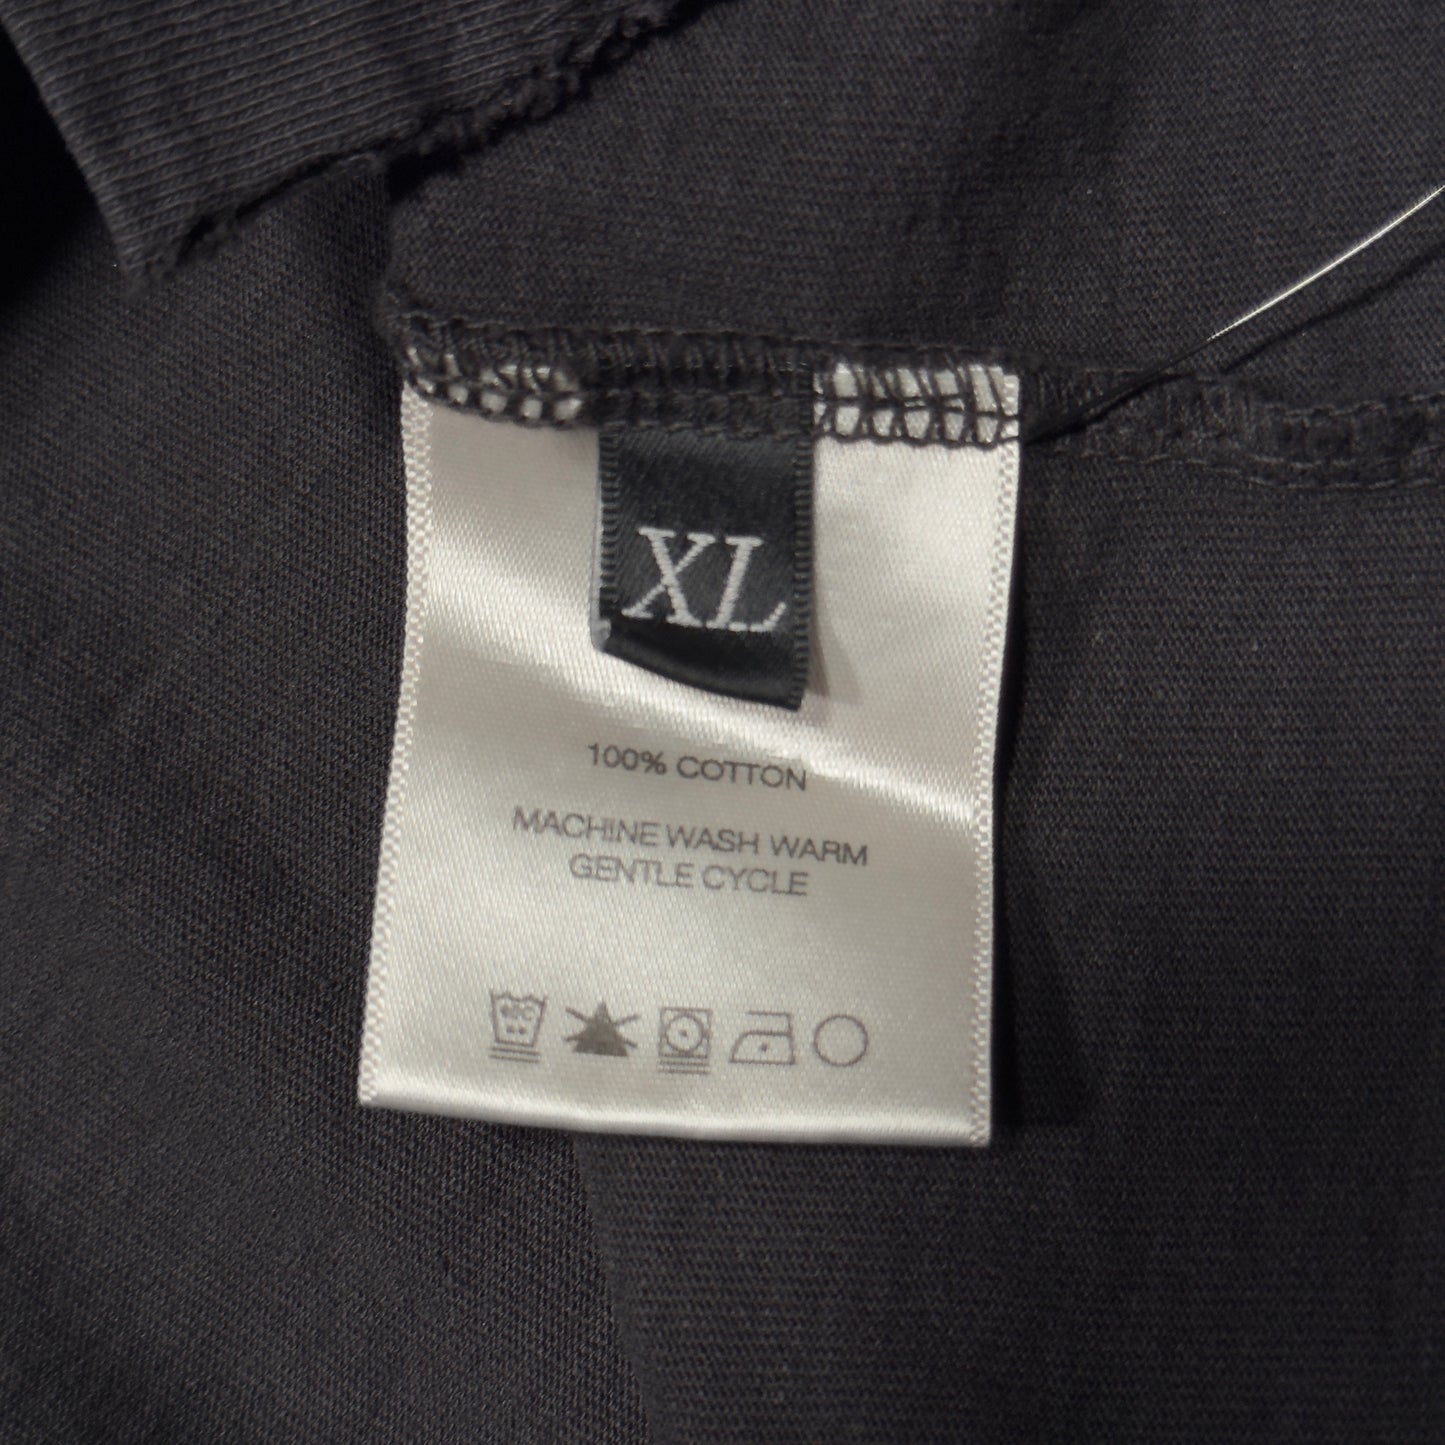 XL
100% COTTON
MACHINE WASH WARM
GENTLE CYCLE